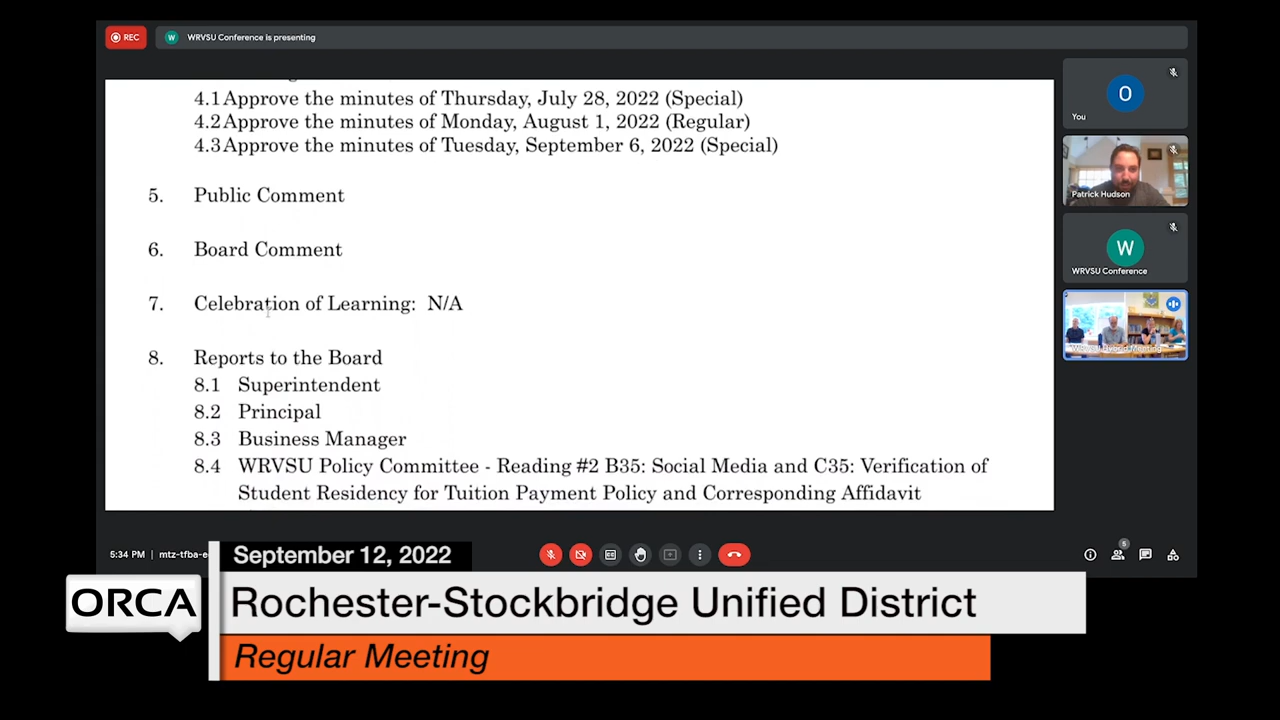 REC
W
WRVSU Conference is presenting
4.1 Approve the minutes of Thursday, July 28, 2022 (Special)
4.2 Approve the minutes of Monday, August 1, 2022 (Regular)
4.3 Approve the minutes of Tuesday, September 6, 2022 (Special)
5. Public Comment
6. Board Comment
7. Celebration of Learning: N/A
8. Reports to the Board
8.1 Superintendent
8.2 Principal
8.3 Business Manager
8.4 WRVSU Policy Committee - Reading #2 B35: Social Media and C35: Verification of
Student Residency for Tuition Payment Policy and Corresponding Affidavit
O
You
Patrick Hudson
W
WRVSU Conference
Hybrid Meeting
5:34 PM | mtz-tfba-e
5
September 12, 2022
ORCA
Rochester-Stockbridge Unified District
Regular Meeting